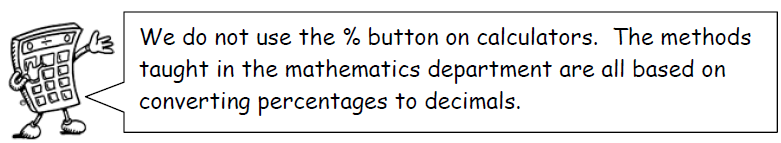 We do not use the % button on calculators.  The methods
taught in the mathematics department are all based on
converting percentages to decimals.